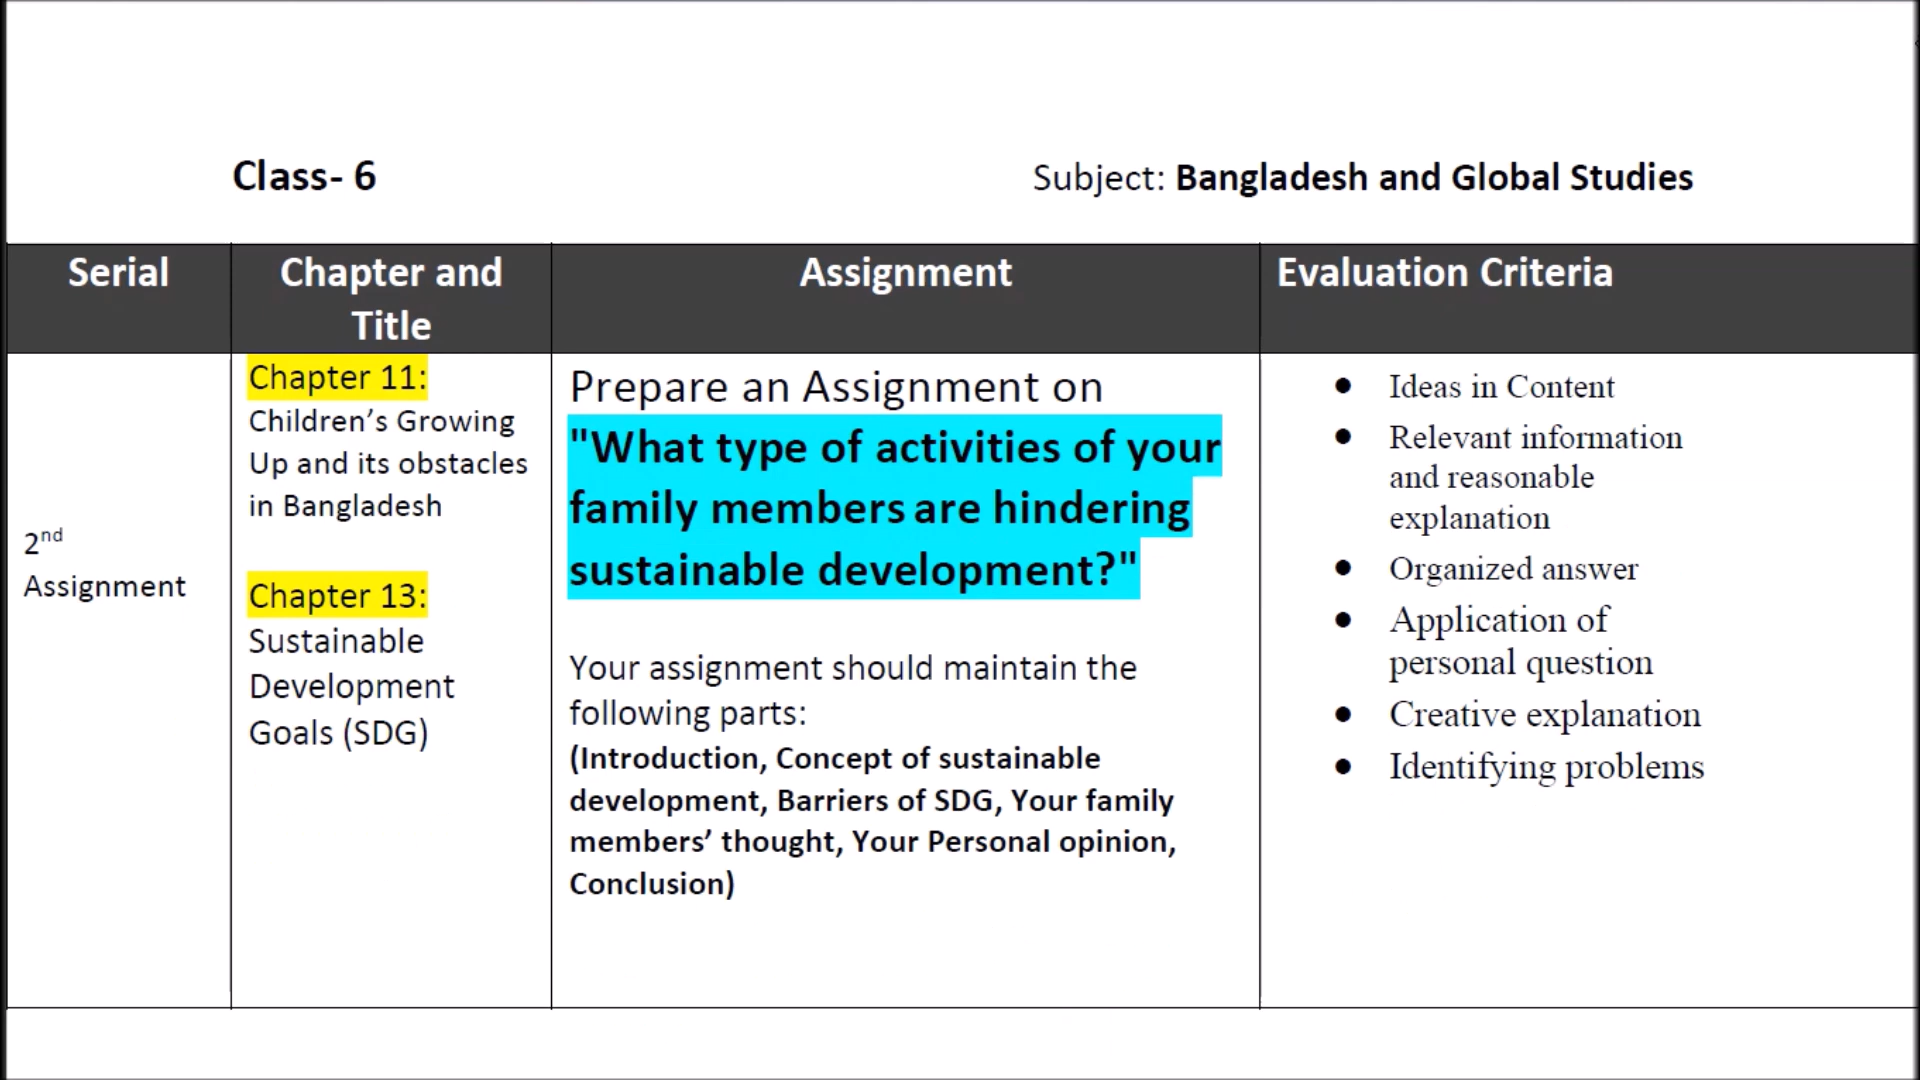 Class- 6
Subject: Bangladesh and Global Studies
Serial
Chapter and
Title
Assignment
Evaluation Criteria
2nd
Assignment
Chapter 11:
Children’s Growing
Up and its obstacles
in Bangladesh
Chapter 13:
Sustainable
Development
Goals (SDG)
Prepare an Assignment on
"What type of activities of your
family members are hindering
sustainable development?"
Your assignment should maintain the
following parts:
(Introduction, Concept of sustainable
development, Barriers of SDG, Your family
members’ thought, Your Personal opinion,
Conclusion)
● Ideas in Content
● Relevant information
and reasonable
explanation
● Organized answer
● Application of
personal question
● Creative explanation
● Identifying problems